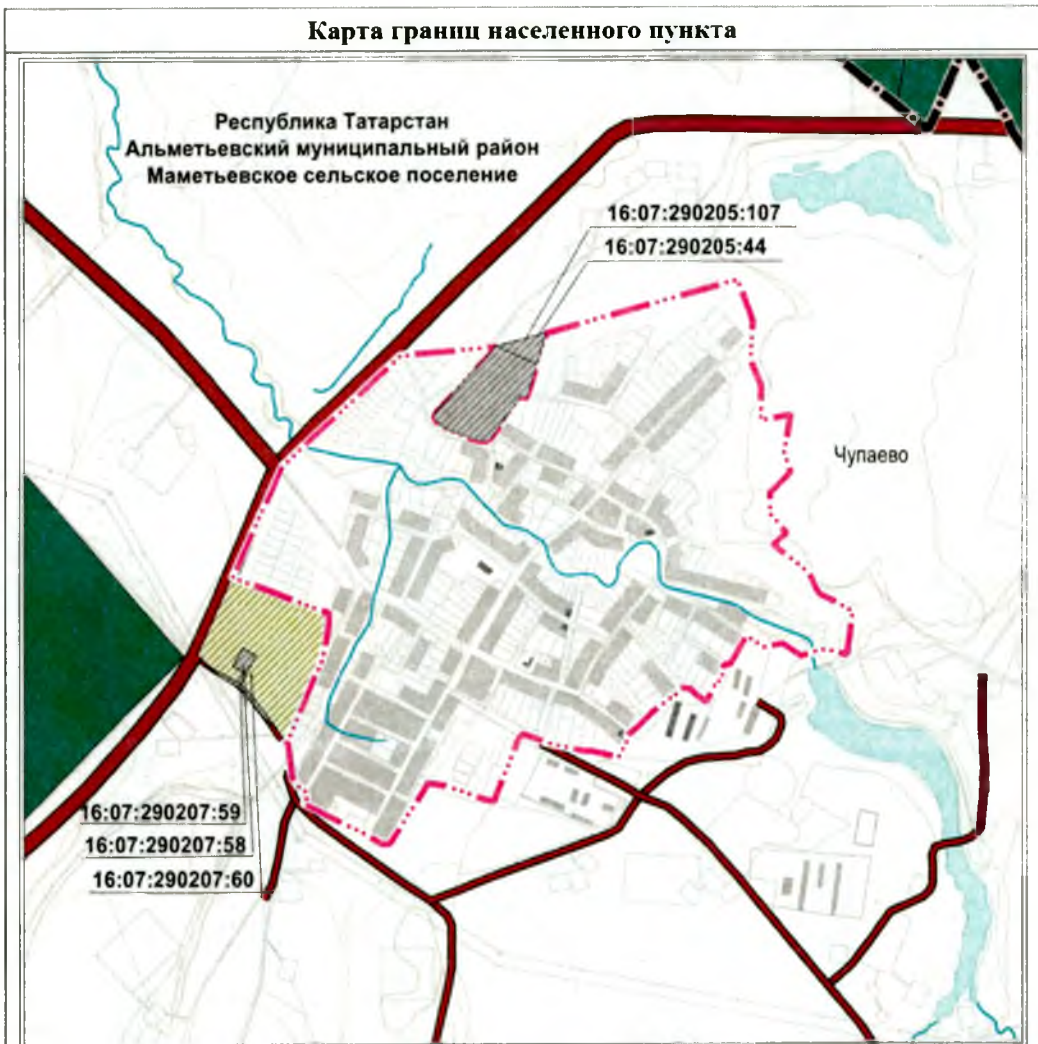 Карта границ населенного пункта
Республика Татарстан
Альметьевский муниципальный район
Маметьевское сельское поселение
16:07:290205:107
16:07:290205:44
Чупаево
16:07:290207:59
16:07:290207:58
16:07:290207:60